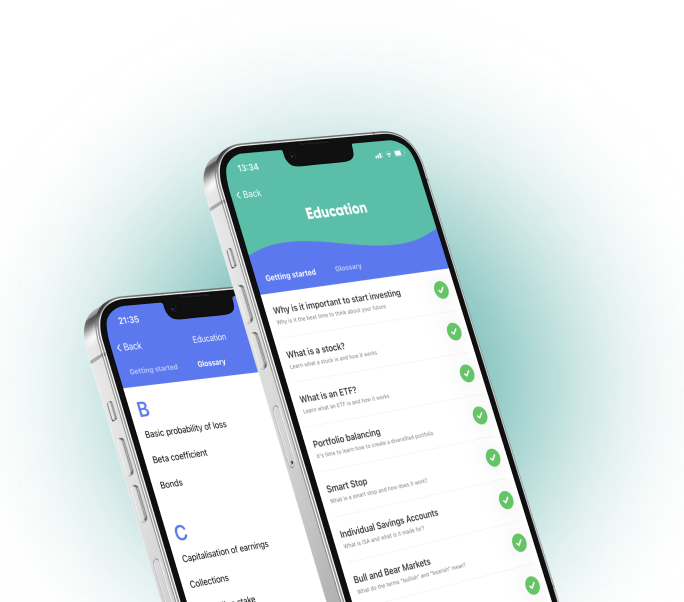 13:34
Back
Education
Getting started
Glossary
Why is it important to start investing
Why is it the best time to think about your future
What is a stock?
Learn what a stock is and how it works
What is an ETF?
Learn what an ETF is and how it works
Portfolio balancing
It's time to learn how to create a diversified portfolio
Smart Stop
What is a smart stop and how does it work?
Individual Savings Accounts
What is ISA and what is it made for?
Bull and Bear Markets
What do the terms "bullish" and "bearish" mean?
21:35
Back
Education
Getting started
Glossary
B
Basic probability of loss
Beta coefficient
Bonds
C
Capitalisation of earnings
Collections
stake